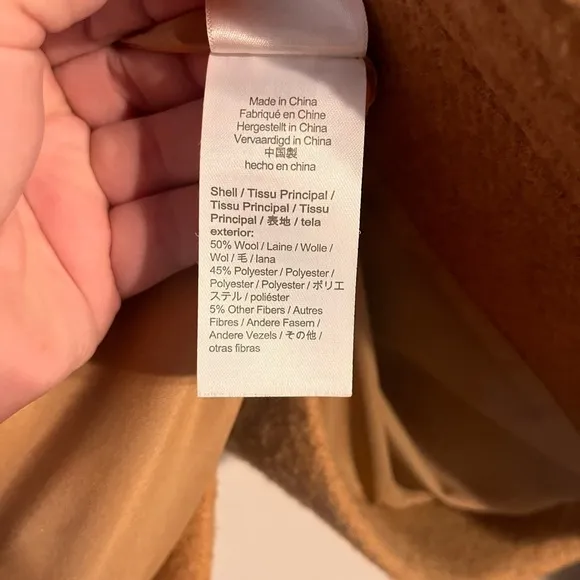 Made in China
Fabriqué en Chine
Hergestellt in China
Vervaardigd in China
中国製
hecho en china
Shell / Tissu Principal /
Tissu Principal / Tissu
Principal / 表地 / tela
exterior:
50% Wool / Laine / Wolle /
Wol / 毛 / lana
45% Polyester / Polyester /
Polyester / Polyester / ポリエ
ステル / poliéster
5% Other Fibers / Autres
Fibres / Andere Fasern /
Andere Vezels / その他 /
otras fibras